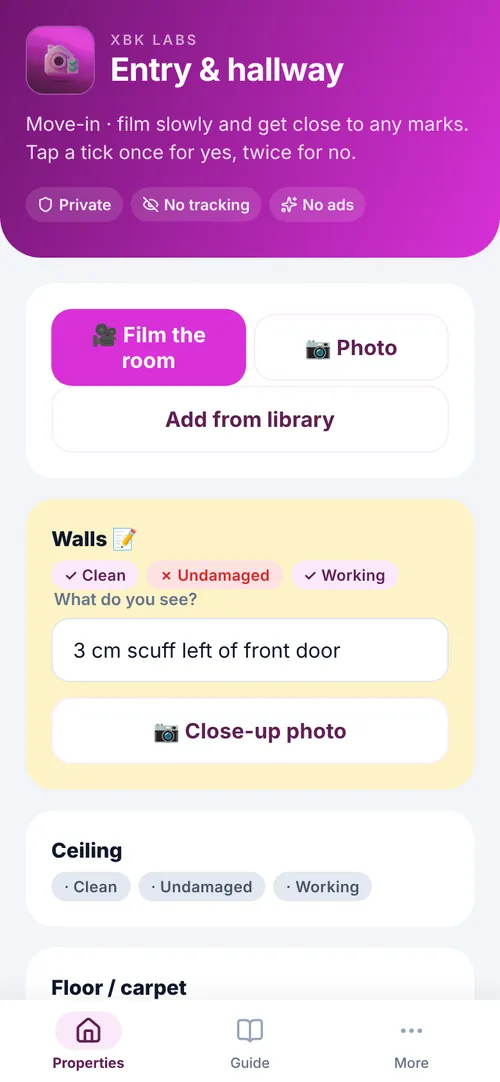 XBK LABS
Entry & hallway
Move-in · film slowly and get close to any marks.
Tap a tick once for yes, twice for no.
Private
No tracking
No ads
🎥 Film the
room
📷 Photo
Add from library
Walls 📝
✓ Clean
× Undamaged
✓ Working
What do you see?
3 cm scuff left of front door
📷 Close-up photo
Ceiling
· Clean
· Undamaged
· Working
Floor / carpet
Properties
Guide
More